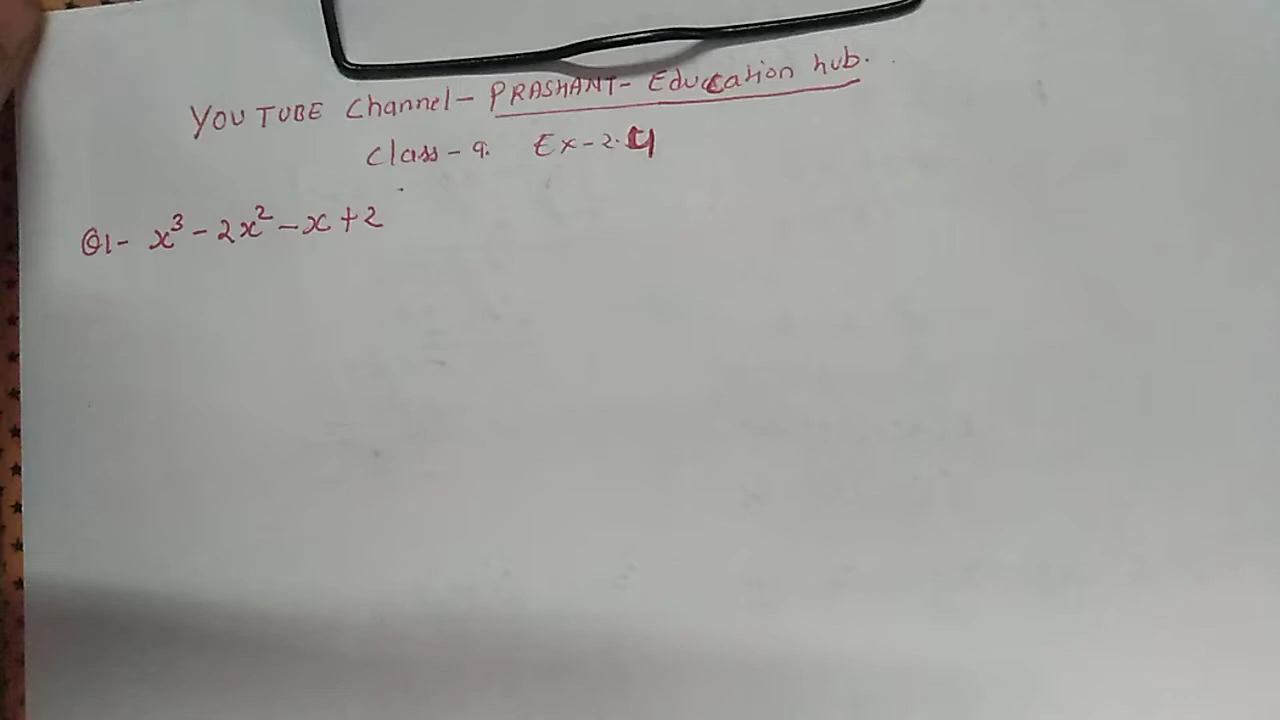 YOU TUBE Channel- PRASHANT- Education hub.
Class - 9. Ex-2.4
Q1- x³ - 2x² - x + 2